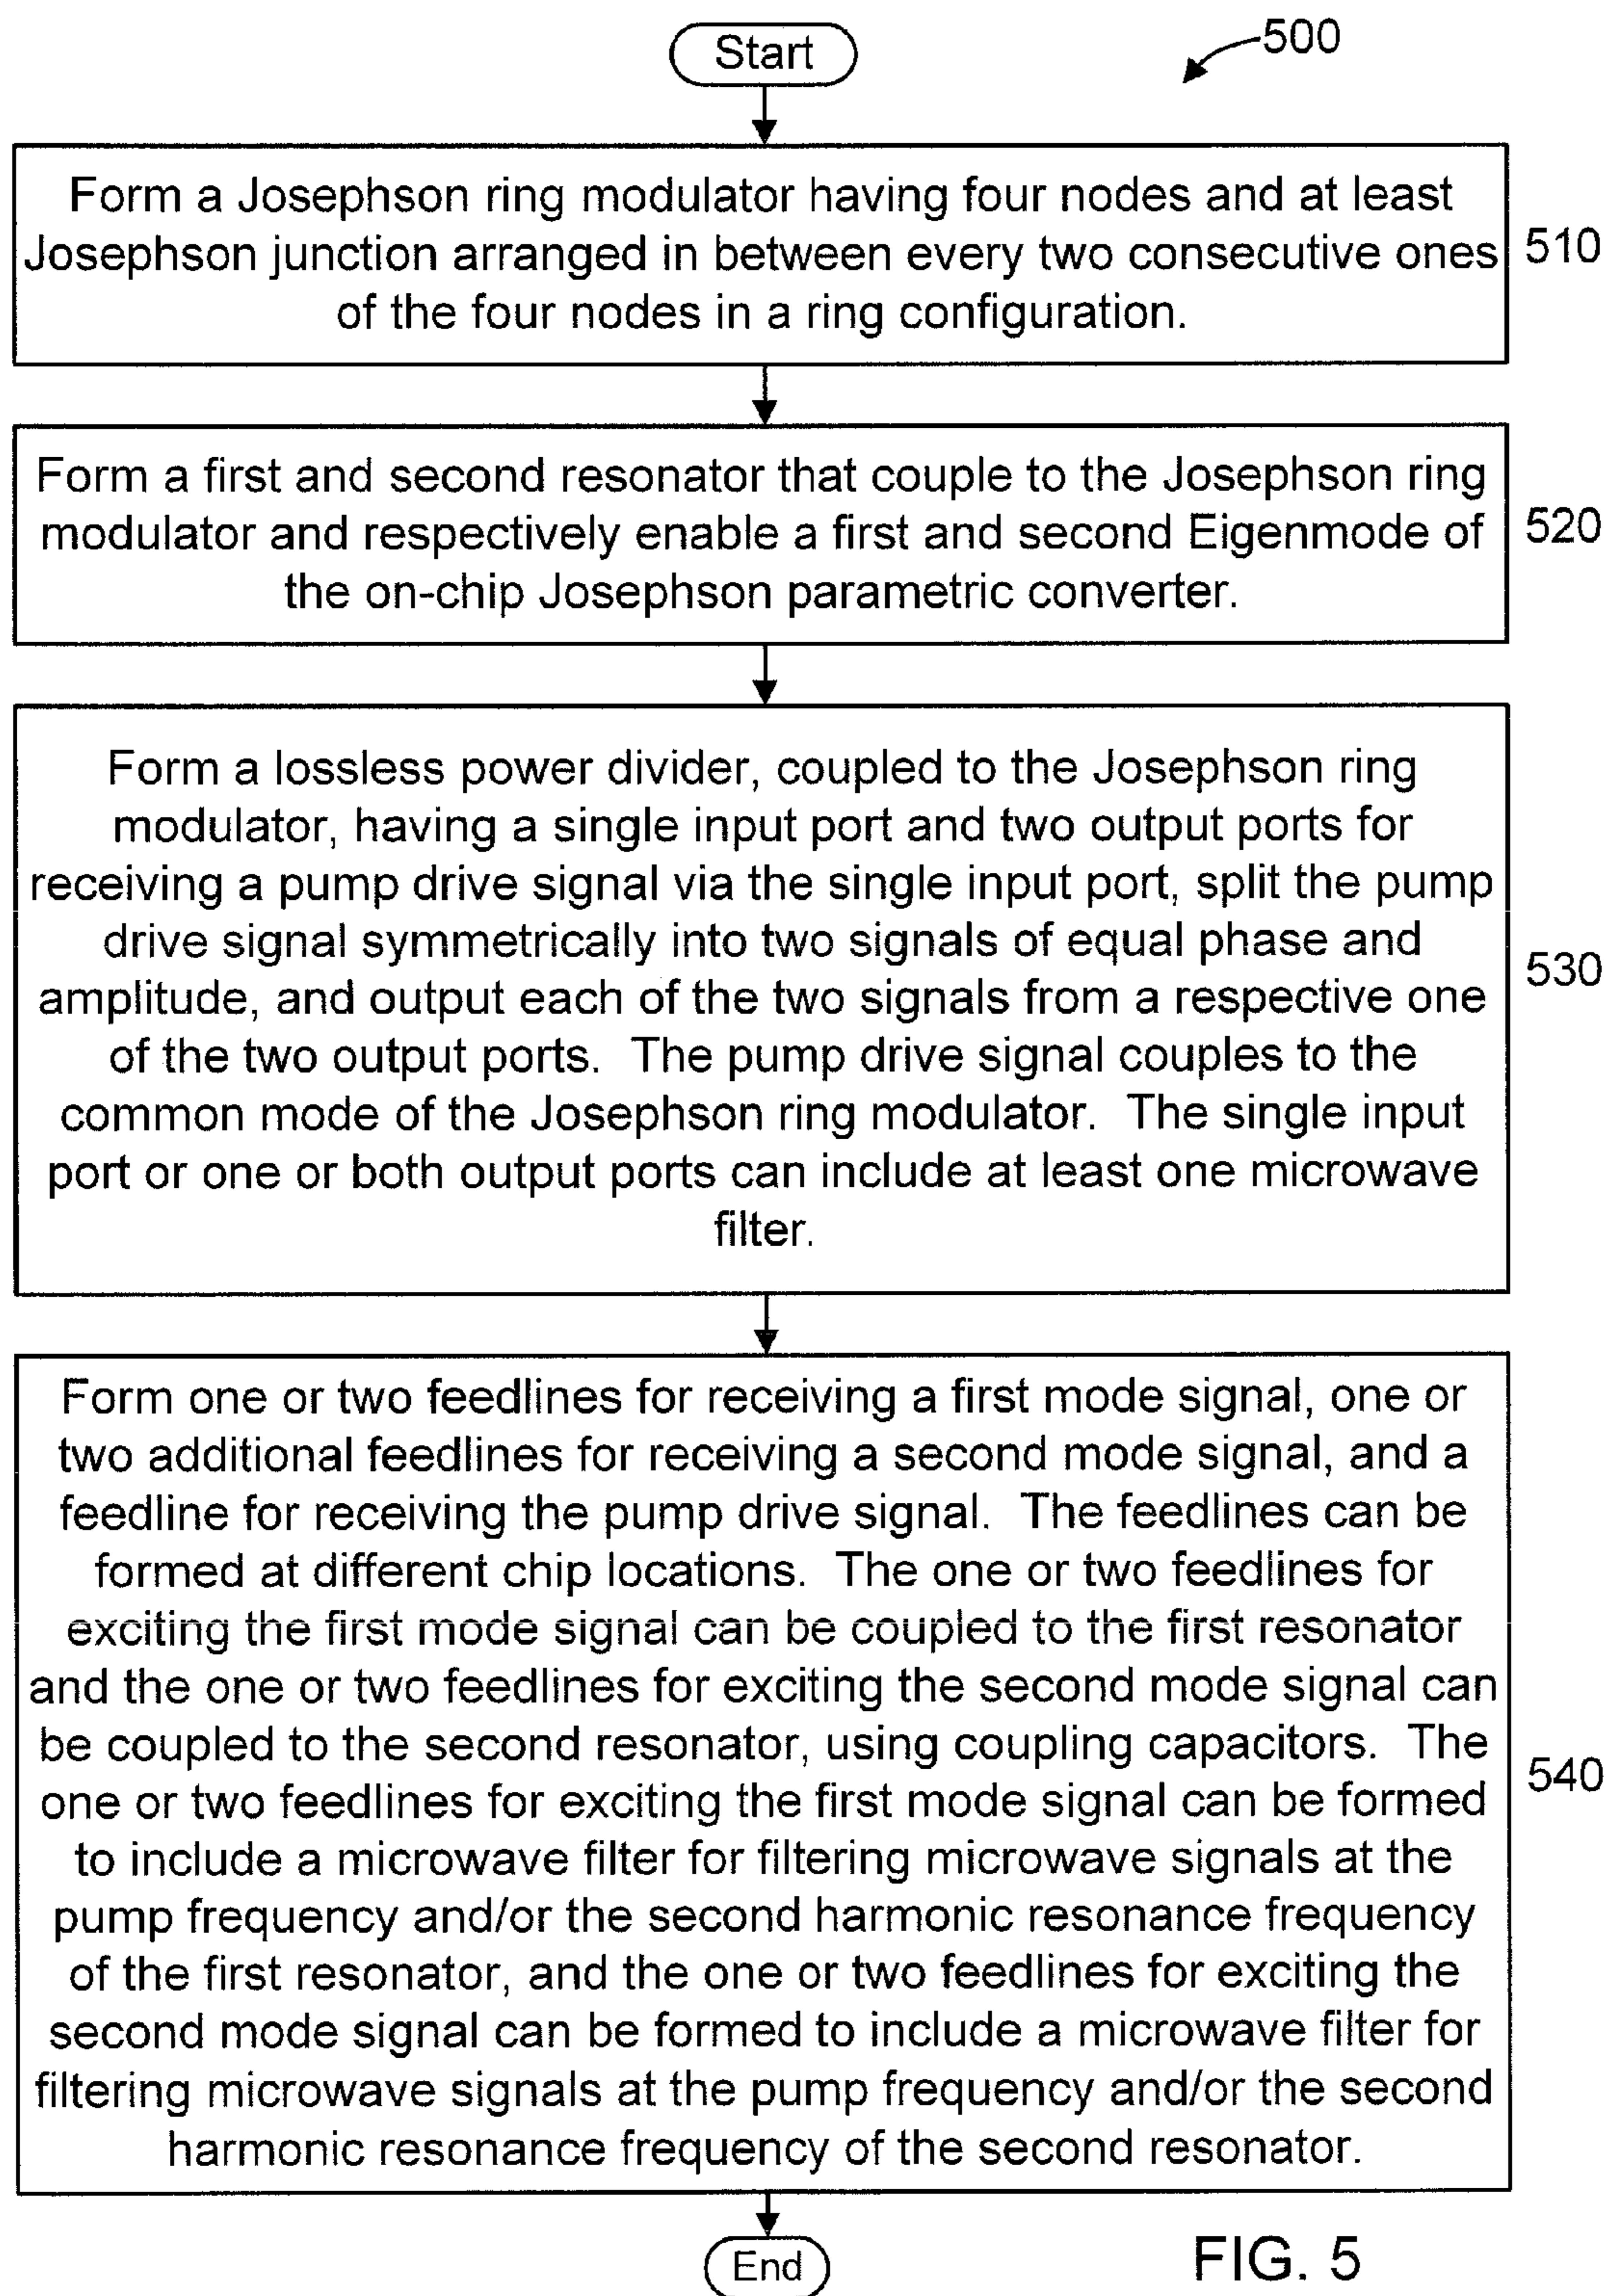 Start
500
Form a Josephson ring modulator having four nodes and at least
Josephson junction arranged in between every two consecutive ones
of the four nodes in a ring configuration.
510
Form a first and second resonator that couple to the Josephson ring
modulator and respectively enable a first and second Eigenmode of
the on-chip Josephson parametric converter.
520
Form a lossless power divider, coupled to the Josephson ring
modulator, having a single input port and two output ports for
receiving a pump drive signal via the single input port, split the pump
drive signal symmetrically into two signals of equal phase and
amplitude, and output each of the two signals from a respective one
of the two output ports. The pump drive signal couples to the
common mode of the Josephson ring modulator. The single input
port or one or both output ports can include at least one microwave
filter.
530
Form one or two feedlines for receiving a first mode signal, one or
two additional feedlines for receiving a second mode signal, and a
feedline for receiving the pump drive signal. The feedlines can be
formed at different chip locations. The one or two feedlines for
exciting the first mode signal can be coupled to the first resonator
and the one or two feedlines for exciting the second mode signal can
be coupled to the second resonator, using coupling capacitors. The
one or two feedlines for exciting the first mode signal can be formed
to include a microwave filter for filtering microwave signals at the
pump frequency and/or the second harmonic resonance frequency
of the first resonator, and the one or two feedlines for exciting the
second mode signal can be formed to include a microwave filter for
filtering microwave signals at the pump frequency and/or the second
harmonic resonance frequency of the second resonator.
540
End
FIG. 5